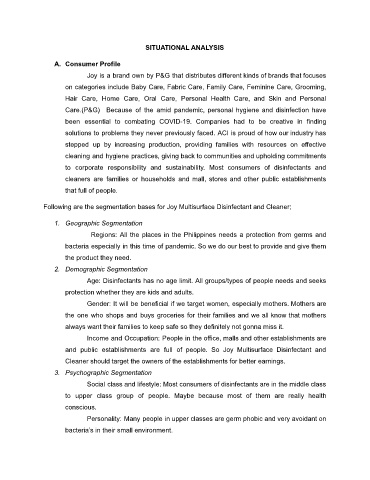 SITUATIONAL ANALYSIS
A. Consumer Profile
Joy is a brand own by P&G that distributes different kinds of brands that focuses
on categories include Baby Care, Fabric Care, Family Care, Feminine Care, Grooming,
Hair Care, Home Care, Oral Care, Personal Health Care, and Skin and Personal
Care.(P&G) Because of the amid pandemic, personal hygiene and disinfection have
been essential to combating COVID-19. Companies had to be creative in finding
solutions to problems they never previously faced. ACI is proud of how our industry has
stepped up by increasing production, providing families with resources on effective
cleaning and hygiene practices, giving back to communities and upholding commitments
to corporate responsibility and sustainability. Most consumers of disinfectants and
cleaners are families or households and mall, stores and other public establishments
that full of people.
Following are the segmentation bases for Joy Multisurface Disinfectant and Cleaner:
1. Geographic Segmentation
Regions: All the places in the Philippines needs a protection from germs and
bacteria especially in this time of pandemic. So we do our best to provide and give them
the product they need.
2. Demographic Segmentation
Age: Disinfectants has no age limit. All groups/types of people needs and seeks
protection whether they are kids and adults.
Gender: It will be beneficial if we target women, especially mothers. Mothers are
the one who shops and buys groceries for their families and we all know that mothers
always want their families to keep safe so they definitely not gonna miss it.
Income and Occupation: People in the office, malls and other establishments are
and public establishments are full of people. So Joy Multisurface Disinfectant and
Cleaner should target the owners of the establishments for better earnings.
3. Psychographic Segmentation
Social class and lifestyle: Most consumers of disinfectants are in the middle class
to upper class group of people. Maybe because most of them are really health
conscious.
Personality: Many people in upper classes are germ phobic and very avoidant on
bacteria's in their small environment.